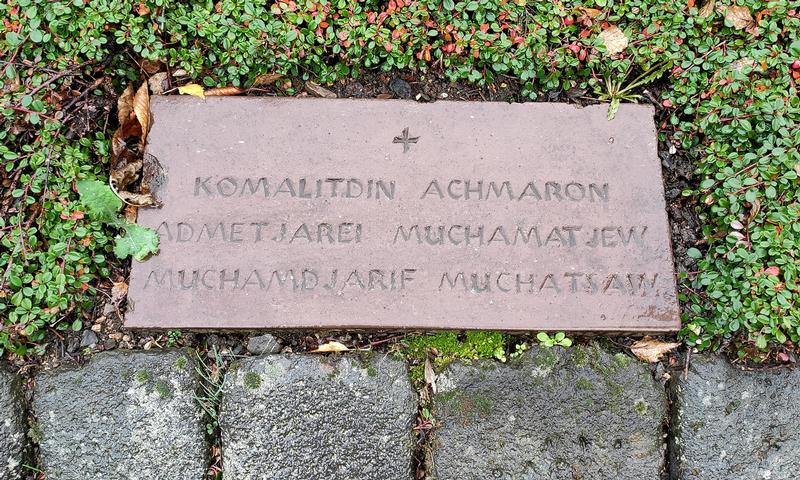 KOMALITDIN ACHMARON
ADMETJAREI MUCHAMATJEW
MUCHAMDJARIF MUCHATSAW